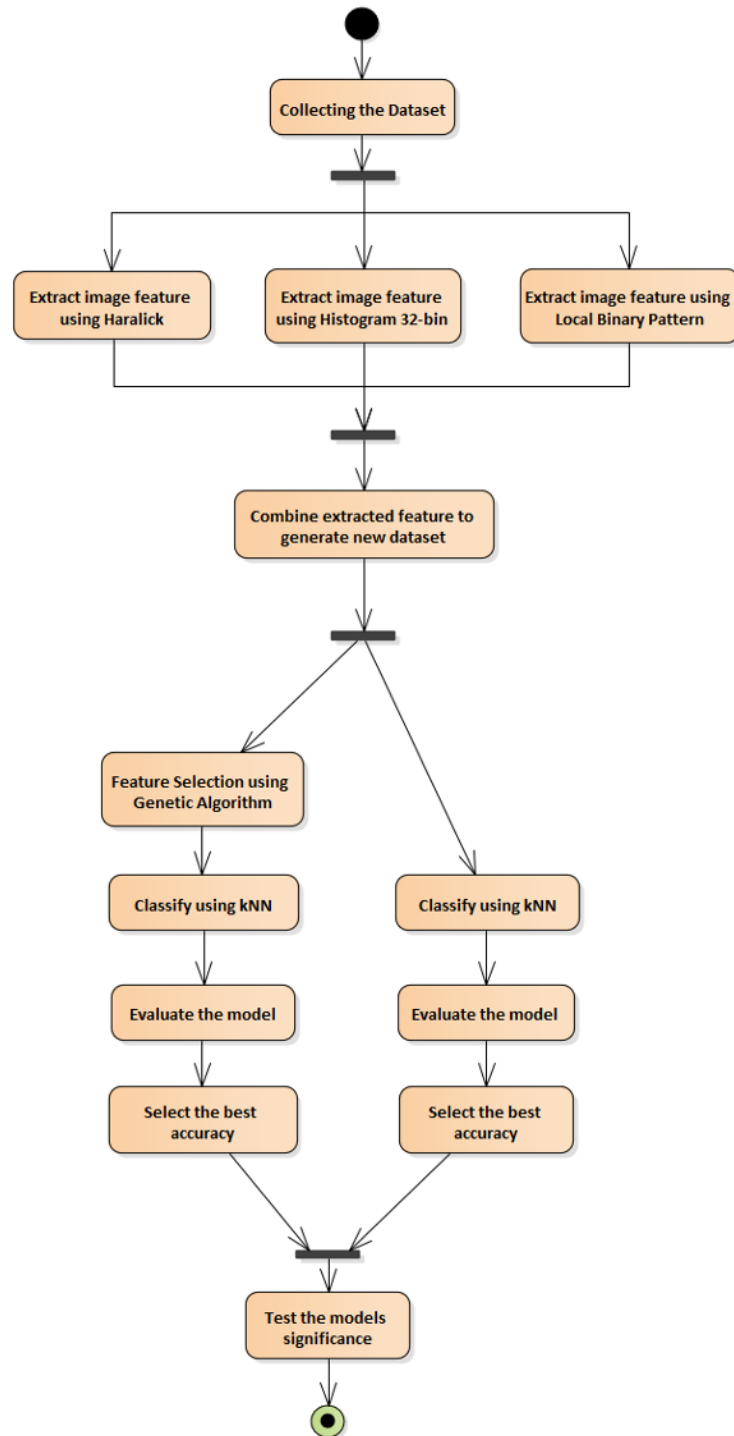 Collecting the Dataset
Extract image feature
using Haralick
Extract image feature
using Histogram 32-bin
Extract image feature using
Local Binary Pattern
Combine extracted feature to
generate new dataset
Feature Selection using
Genetic Algorithm
Classify using kNN
Classify using kNN
Evaluate the model
Evaluate the model
Select the best
accuracy
Select the best
accuracy
Test the models
significance